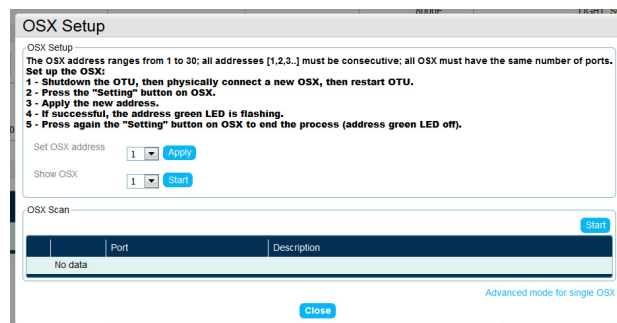 8000E
OSX Setup
OSX Setup
The OSX address ranges from 1 to 30; all addresses [1,2,3..] must be consecutive; all OSX must have the same number of ports.
Set up the OSX:
1 - Shutdown the OTU, then physically connect a new OSX, then restart OTU.
2 - Press the "Setting" button on OSX.
3 - Apply the new address.
4 - If successful, the address green LED is flashing.
5 - Press again the "Setting" button on OSX to end the process (address green LED off).
Set OSX address 1 Apply
Show OSX 1 Start
OSX Scan
Start
Port Description
No data
Advanced mode for single OSX
Close